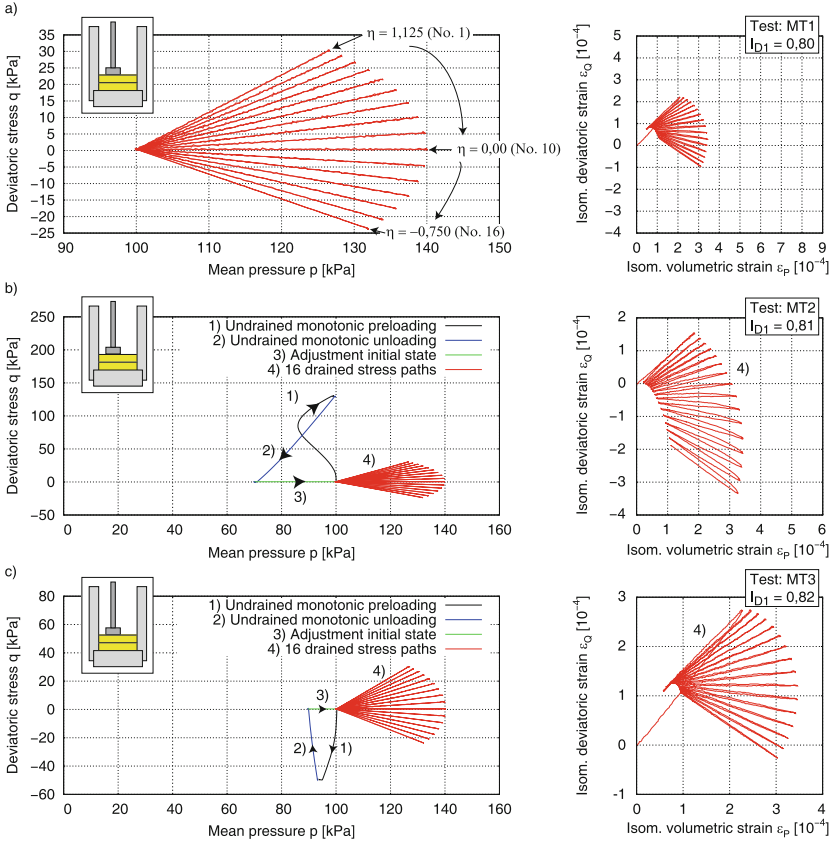 a)
η = 1,125 (No. 1)
η = 0,00 (No. 10)
η = −0,750 (No. 16)
35
30
25
20
15
10
5
0
−5
−10
−15
−20
−25
Deviatoric stress q [kPa]
90 100 110 120 130 140 150
Mean pressure p [kPa]
Test: MT1
I_D1 = 0,80
5
4
3
2
1
0
−1
−2
−3
−4
Isom. deviatoric strain ε_Q [10⁻⁴]
0 1 2 3 4 5 6 7 8 9
Isom. volumetric strain ε_P [10⁻⁴]
b)
1) Undrained monotonic preloading
2) Undrained monotonic unloading
3) Adjustment initial state
4) 16 drained stress paths
1)
2)
3)
4)
250
200
150
100
50
0
−50
Deviatoric stress q [kPa]
0 20 40 60 80 100 120 140 160
Mean pressure p [kPa]
Test: MT2
I_D1 = 0,81
4)
2
1
0
−1
−2
−3
−4
Isom. deviatoric strain ε_Q [10⁻⁴]
0 1 2 3 4 5 6
Isom. volumetric strain ε_P [10⁻⁴]
c)
1) Undrained monotonic preloading
2) Undrained monotonic unloading
3) Adjustment initial state
4) 16 drained stress paths
4)
3)
2)
1)
80
60
40
20
0
−20
−40
−60
Deviatoric stress q [kPa]
0 20 40 60 80 100 120 140 160
Mean pressure p [kPa]
Test: MT3
I_D1 = 0,82
4)
3
2
1
0
-1
Isom. deviatoric strain ε_Q [10⁻⁴]
0 1 2 3 4
Isom. volumetric strain ε_P [10⁻⁴]